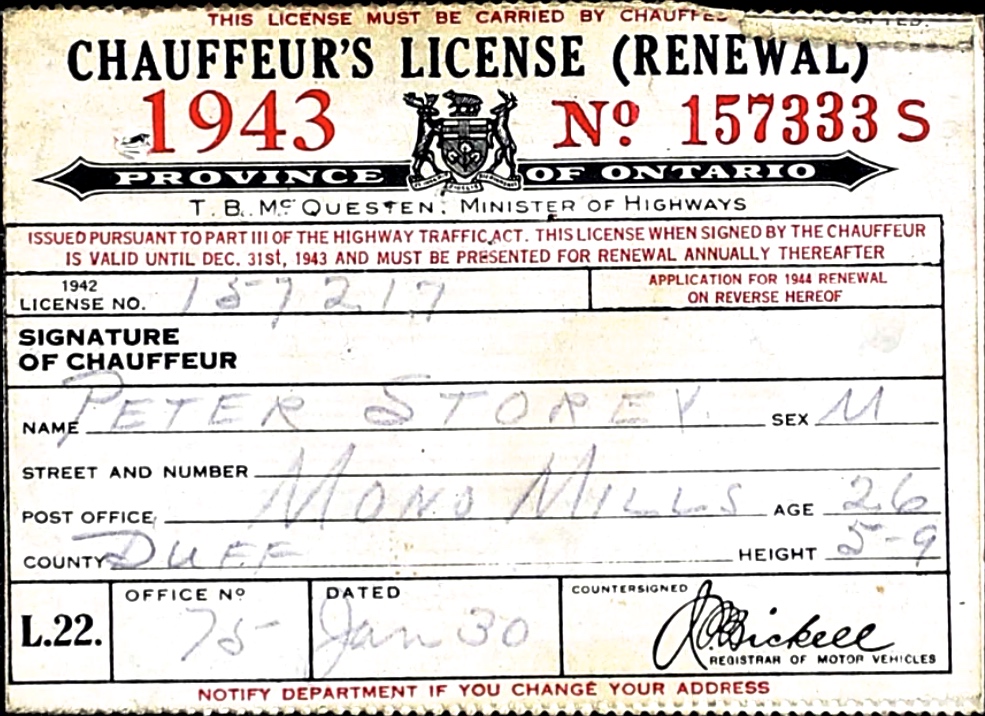 THIS LICENSE MUST BE CARRIED BY
CHAUFFEUR'S LICENSE (RENEWAL)
1943 Nº 157333 S
PROVINCE OF ONTARIO
T. B. McQUESTEN, MINISTER OF HIGHWAYS
ISSUED PURSUANT TO PART III OF THE HIGHWAY TRAFFIC ACT. THIS LICENSE WHEN SIGNED BY THE CHAUFFEUR
IS VALID UNTIL DEC. 31st, 1943 AND MUST BE PRESENTED FOR RENEWAL ANNUALLY THEREAFTER
1942
LICENSE NO. 157217
APPLICATION FOR 1944 RENEWAL
ON REVERSE HEREOF
SIGNATURE
OF CHAUFFEUR
NAME PETER STOREY. SEX M
STREET AND NUMBER
POST OFFICE MONO MILLS AGE 26
COUNTY DUFF HEIGHT 5-9
L.22.
OFFICE Nº
75
DATED
Jan 30
COUNTERSIGNED
Bickell
REGISTRAR OF MOTOR VEHICLES
NOTIFY DEPARTMENT IF YOU CHANGE YOUR ADDRESS